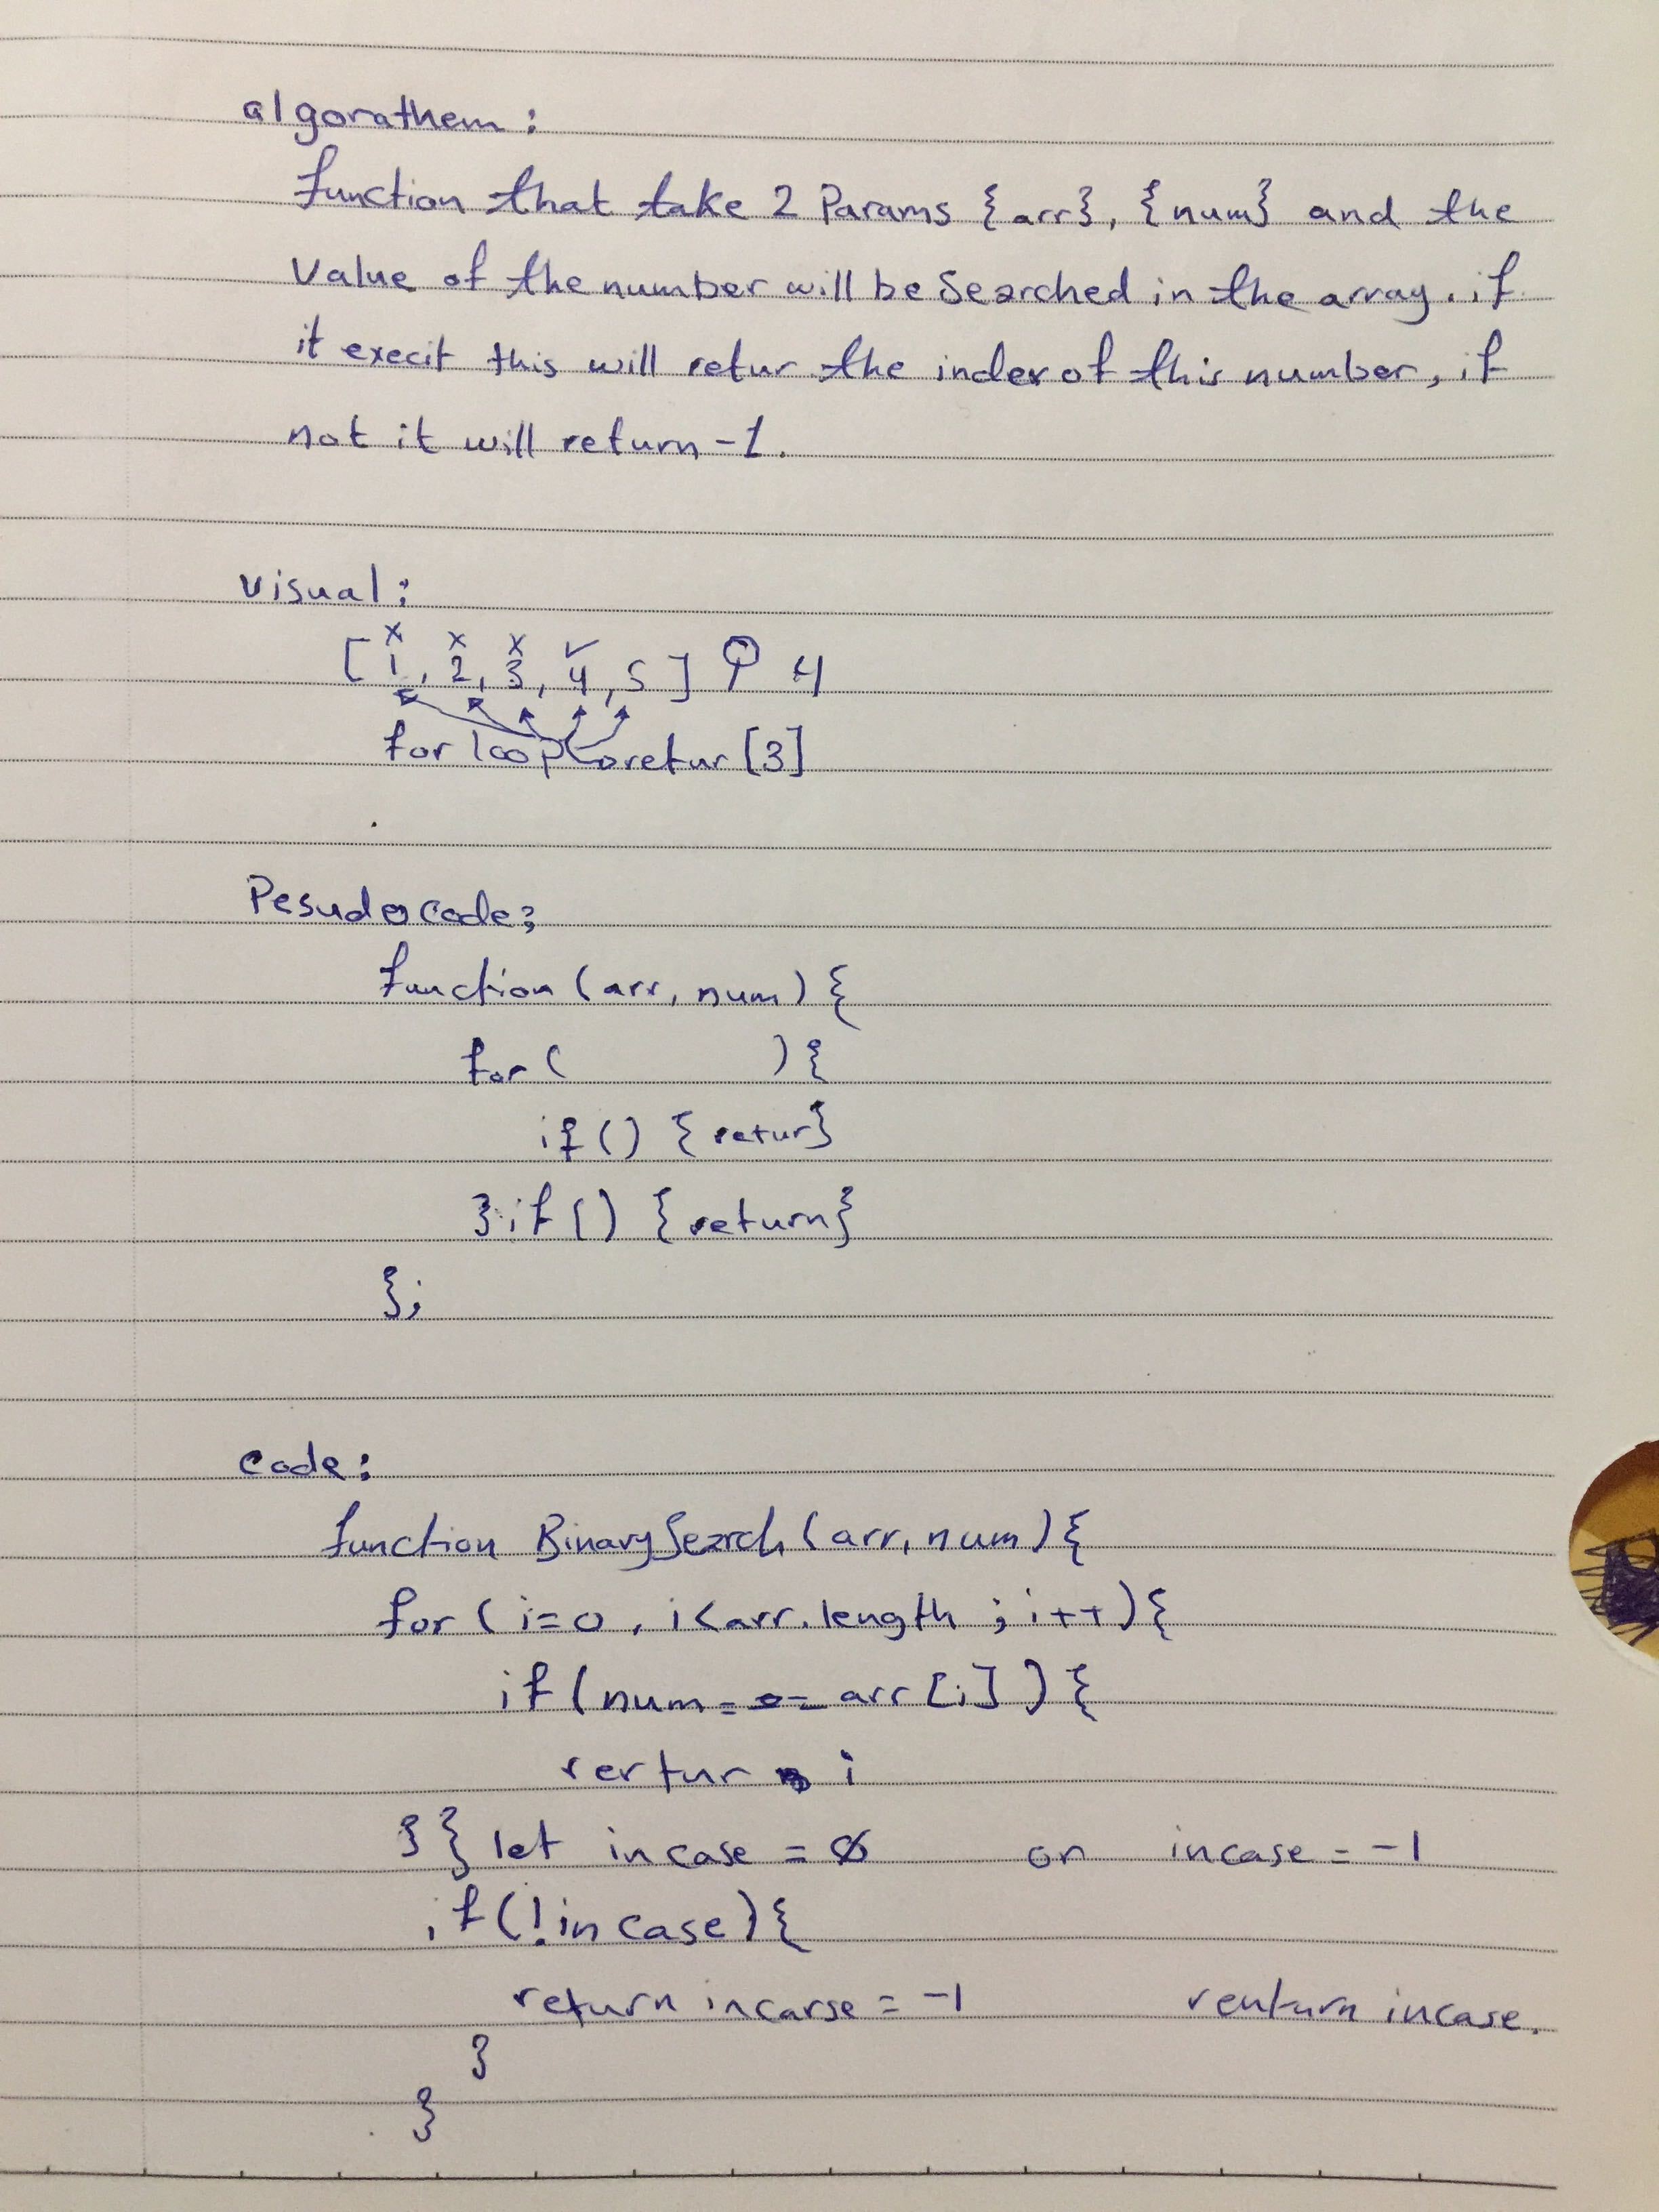 algorathem:
function that take 2 Params {arr}, {num} and the
value of the number will be Searched in the array. if
it execit this will retur the index of this number, if
not it will return -1.
visual:
x x x ✓
[1, 2, 3, 4, 5] 4
for loop retur [3]
Pesudocode:
function (arr, num) {
for ( ) {
if () {retur}
} if () {return}
};
code:
function BinarySearch (arr, num) {
for (i=0, i<arr.length ; i++) {
if (num === arr [i]) {
rertur i
}} let incase = 0 or incase = -1
if (!incase) {
return incarse = -1 renturn incase.
}
}